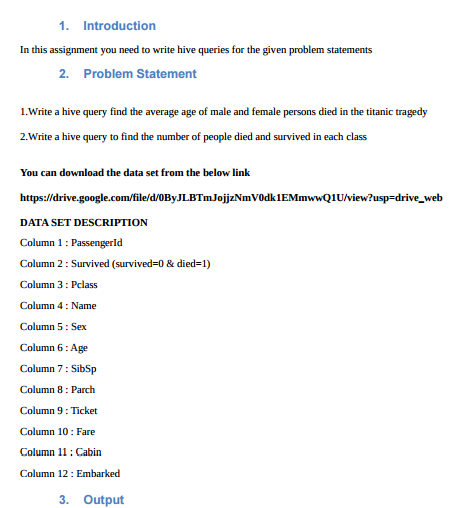 1. Introduction
In this assignment you need to write hive queries for the given problem statements
2. Problem Statement
1.Write a hive query find the average age of male and female persons died in the titanic tragedy
2.Write a hive query to find the number of people died and survived in each class
You can download the data set from the below link
https://drive.google.com/file/d/0ByJLBTmJojjzNmV0dk1EMmwwQ1U/view?usp=drive_web
DATA SET DESCRIPTION
Column 1 : PassengerId
Column 2 : Survived (survived=0 & died=1)
Column 3 : Pclass
Column 4 : Name
Column 5 : Sex
Column 6 : Age
Column 7 : SibSp
Column 8 : Parch
Column 9 : Ticket
Column 10 : Fare
Column 11 : Cabin
Column 12 : Embarked
3. Output